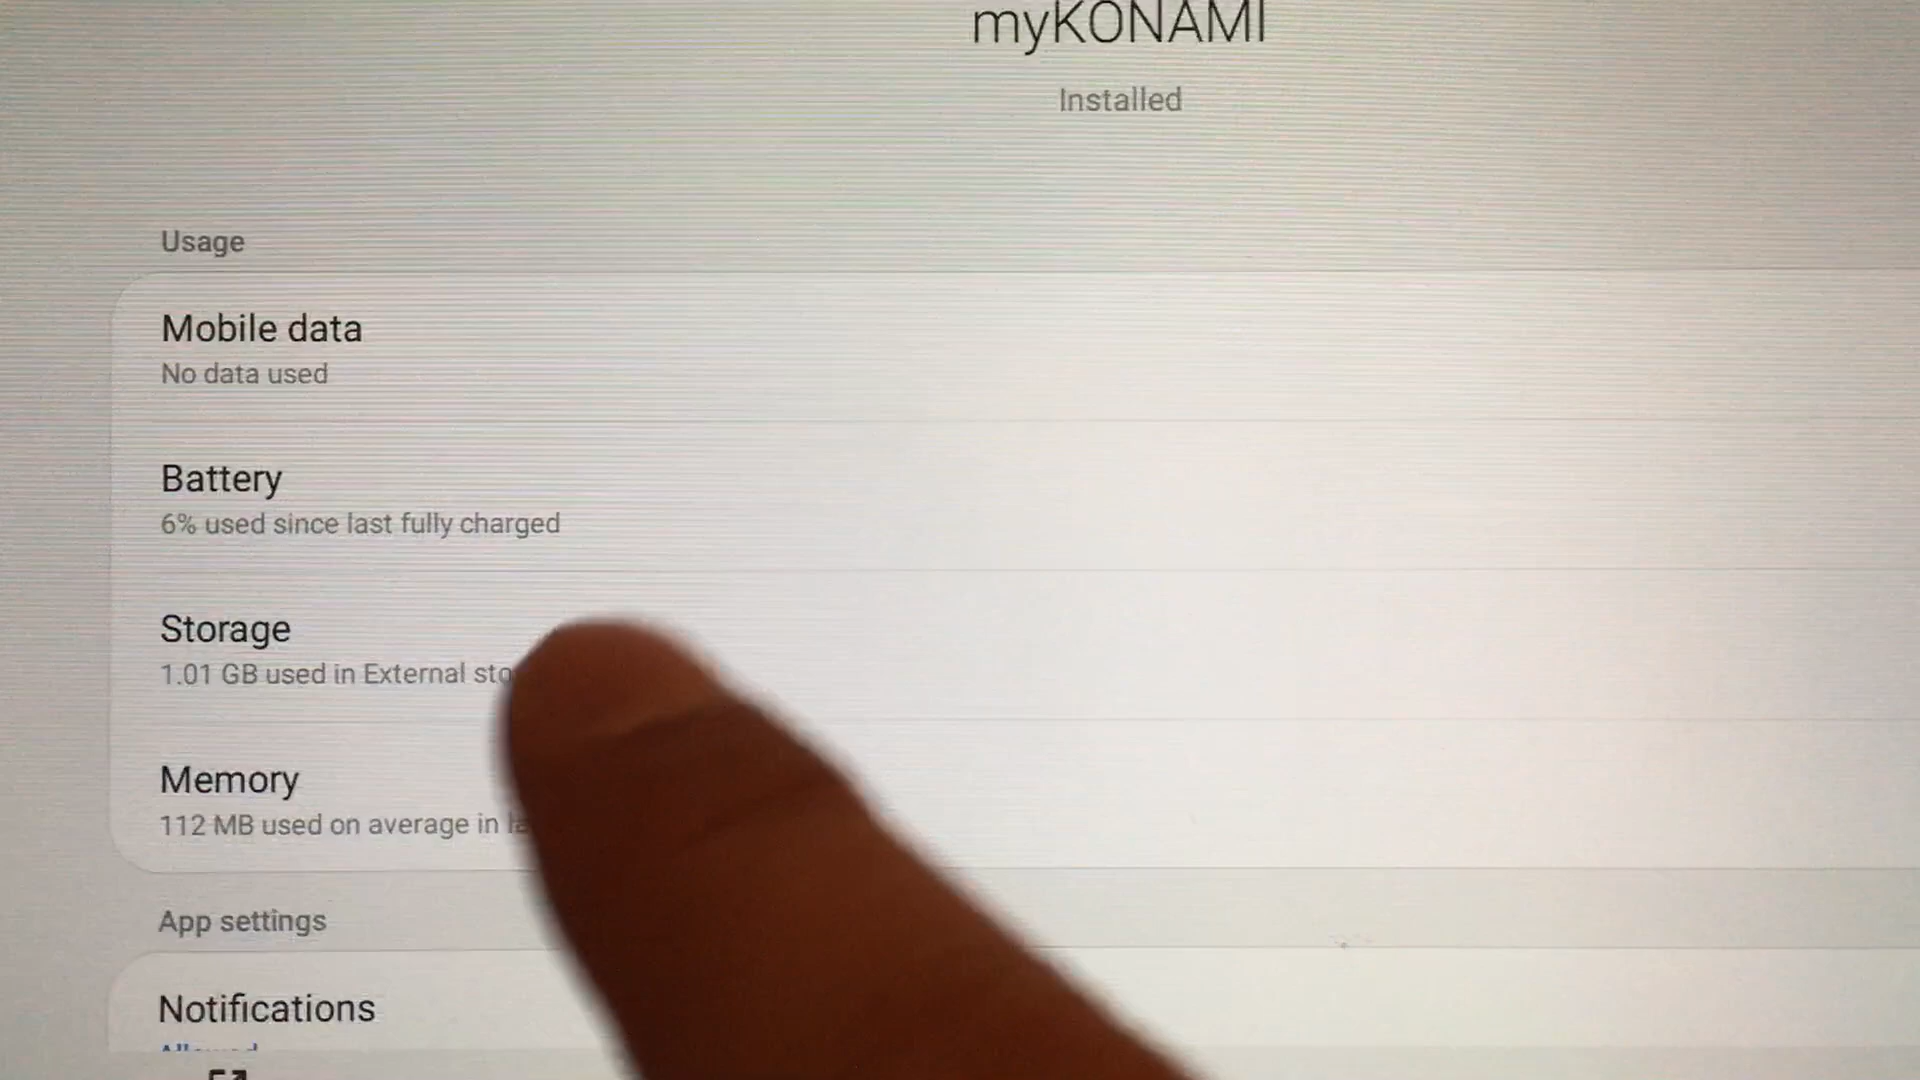 myKONAMI
Installed
Usage
Mobile data
No data used
Battery
6% used since last fully charged
Storage
1.01 GB used in External
Memory
112 MB used on average in
App settings
Notifications
Allowed